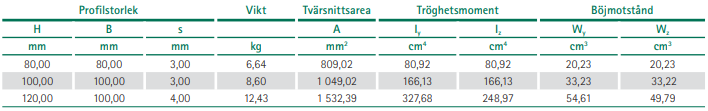 Profilstorlek Vikt Tvärsnittsarea Tröghetsmoment Böjmotstånd
H B s A Iy Iz Wy Wz
mm mm mm kg mm² cm⁴ cm⁴ cm³ cm³
80,00 80,00 3,00 6,64 809,02 80,92 80,92 20,23 20,23
100,00 100,00 3,00 8,60 1 049,02 166,13 166,13 33,23 33,22
120,00 100,00 4,00 12,43 1 532,39 327,68 248,97 54,61 49,79